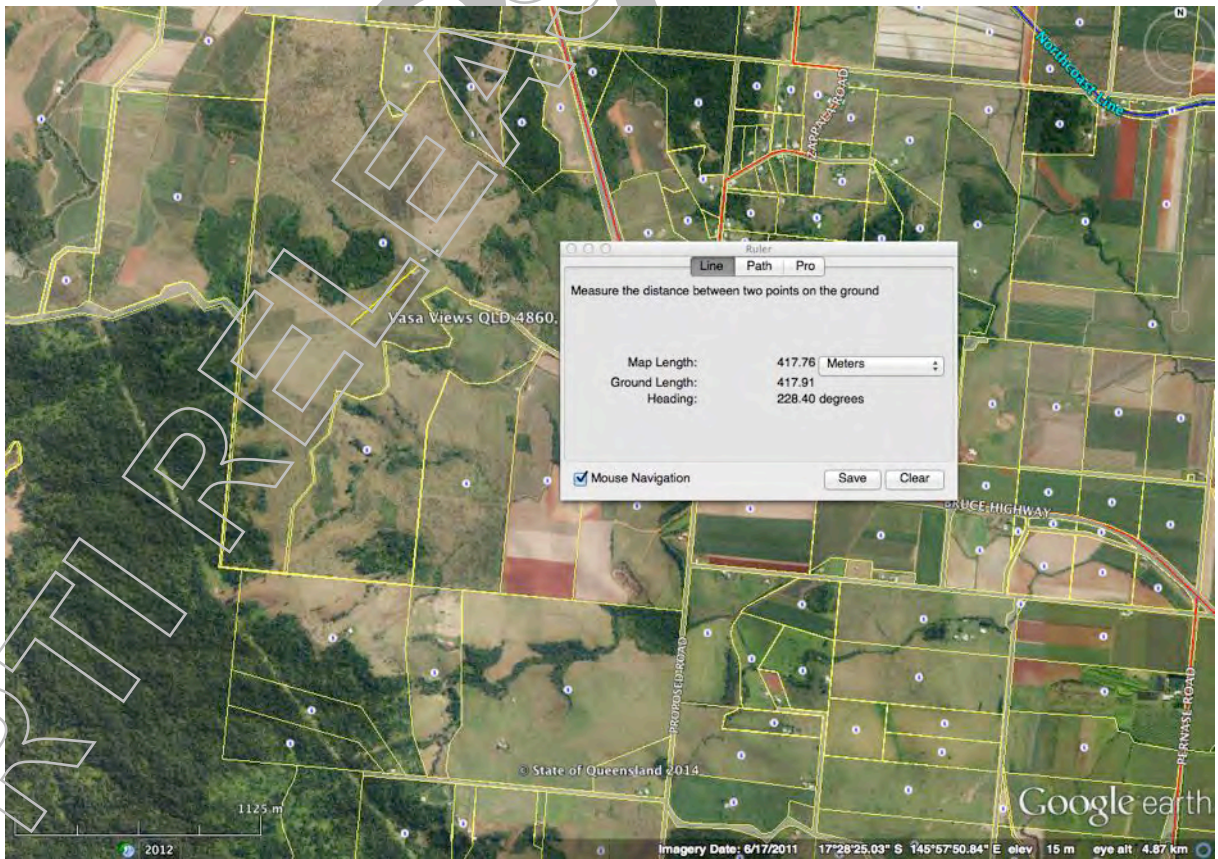 RTI RELEASE
Northcoast Line
ZAPPALA ROAD
N
Yasa Views QLD 4860,
Ruler
Line Path Pro
Measure the distance between two points on the ground
Map Length: 417.76 Meters
Ground Length: 417.91
Heading: 228.40 degrees
Mouse Navigation Save Clear
BRUCE HIGHWAY
PROPOSED ROAD
PERNASE ROAD
© State of Queensland 2014
1125 m
Google earth
2012
Imagery Date: 6/17/2011 17°28'25.03" S 145°57'50.84" E elev 15 m eye alt 4.87 km